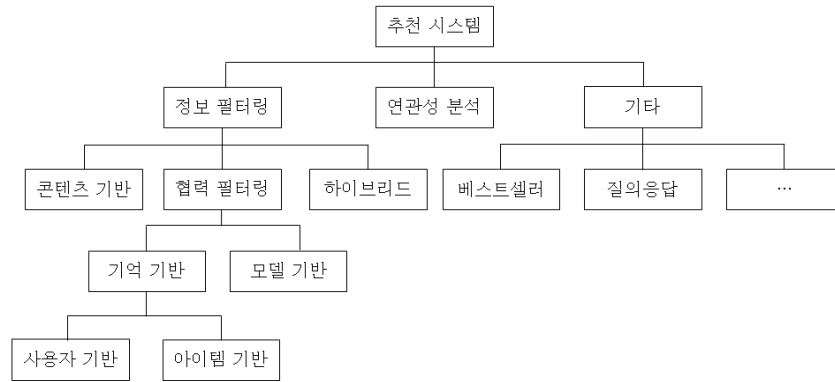 추천 시스템
정보 필터링
연관성 분석
기타
콘텐츠 기반
협력 필터링
하이브리드
베스트셀러
질의응답
…
기억 기반
모델 기반
사용자 기반
아이템 기반